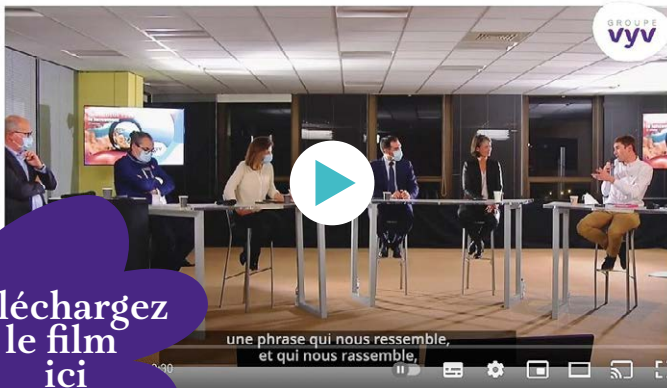 GROUPE
vyv
léchargez
le film
ici
une phrase qui nous ressemble,
et qui nous rassemble,